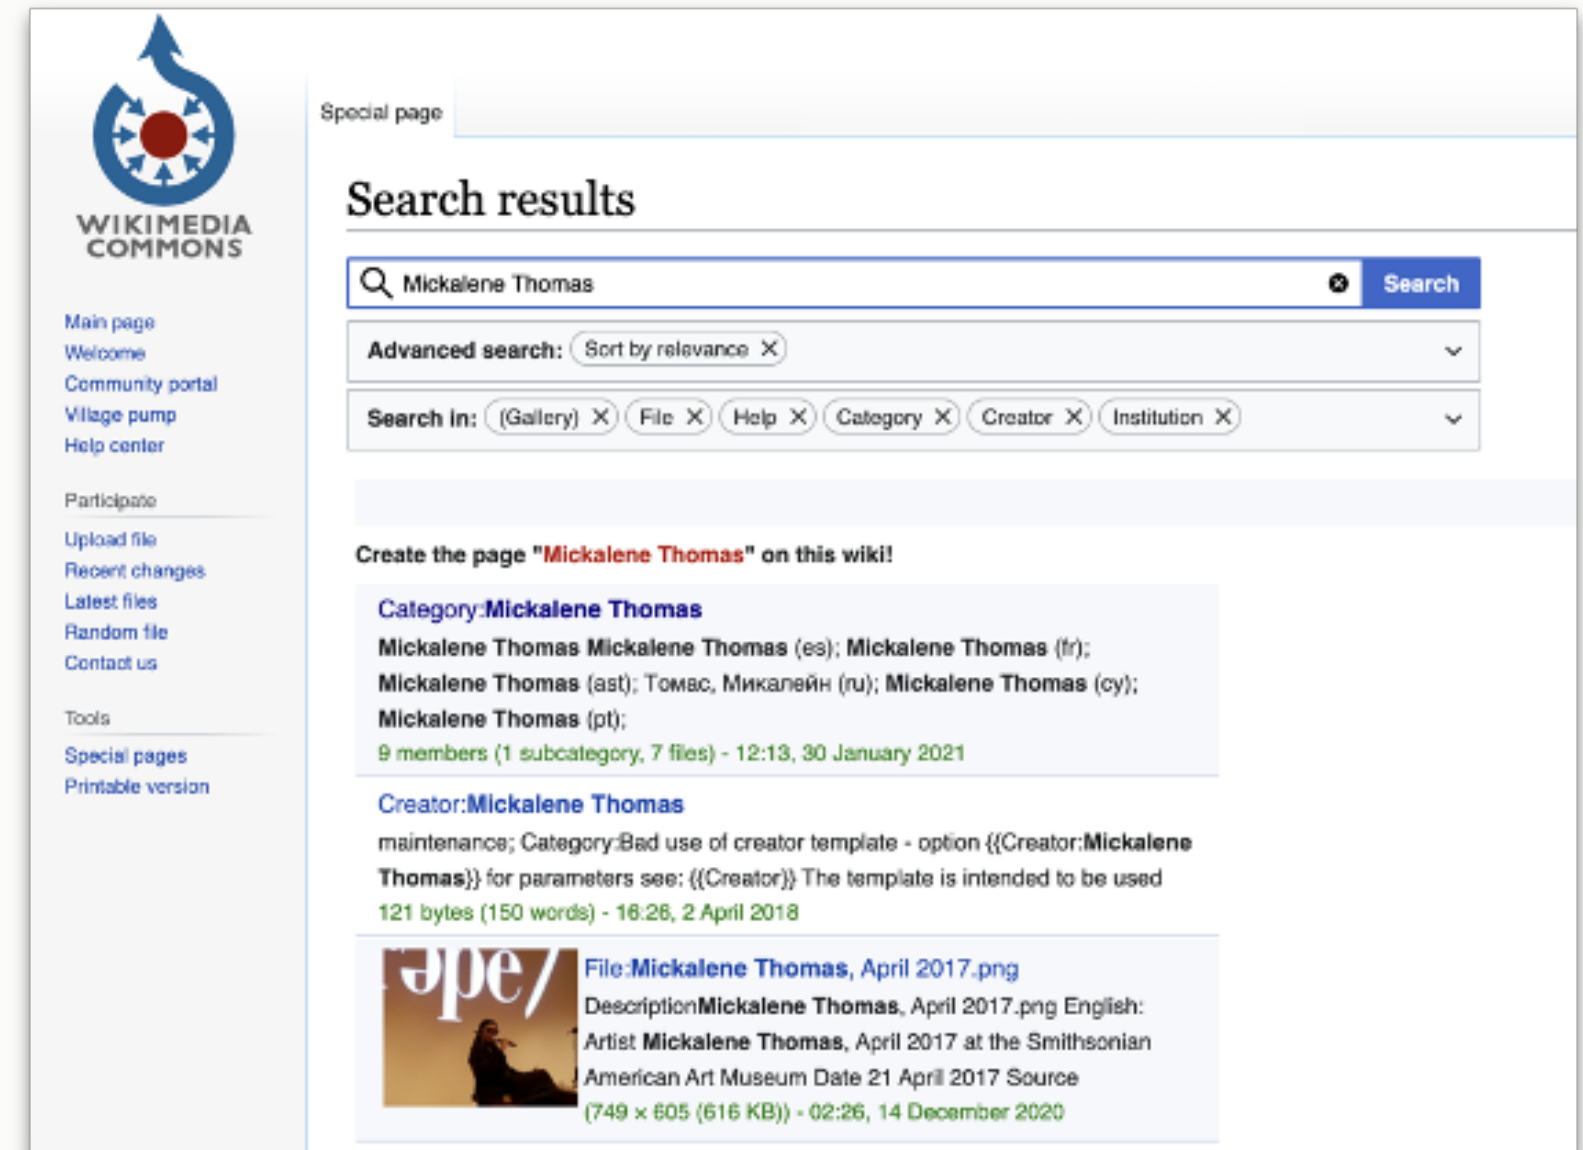 WIKIMEDIA
COMMONS
Main page
Welcome
Community portal
Village pump
Help center
Participate
Upload file
Recent changes
Latest files
Random file
Contact us
Tools
Special pages
Printable version
Special page
Search results
Mickalene Thomas
Search
Advanced search: Sort by relevance
Search in: (Gallery) File Help Category Creator Institution
Create the page "Mickalene Thomas" on this wiki!
Category:Mickalene Thomas
Mickalene Thomas Mickalene Thomas (es); Mickalene Thomas (fr);
Mickalene Thomas (ast); Томас, Микалейн (ru); Mickalene Thomas (cy);
Mickalene Thomas (pt);
9 members (1 subcategory, 7 files) - 12:13, 30 January 2021
Creator:Mickalene Thomas
maintenance; Category:Bad use of creator template - option {{Creator:Mickalene
Thomas}} for parameters see: {{Creator}} The template is intended to be used
121 bytes (150 words) - 16:26, 2 April 2018
File:Mickalene Thomas, April 2017.png
DescriptionMickalene Thomas, April 2017.png English:
Artist Mickalene Thomas, April 2017 at the Smithsonian
American Art Museum Date 21 April 2017 Source
(749 × 605 (616 KB)) - 02:26, 14 December 2020